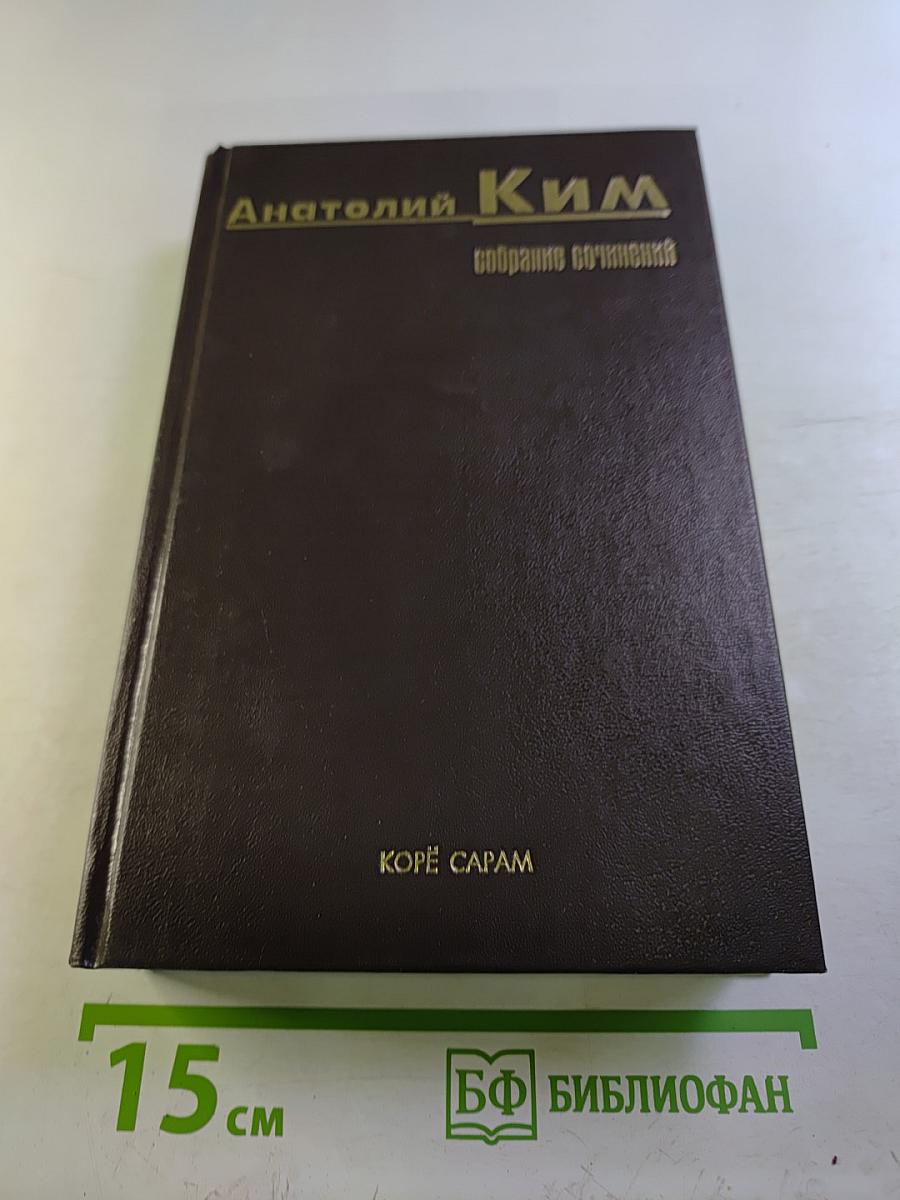 Анатолий Ким
собрание сочинений
КОРЁ САРАМ
15 см
БФ БИБЛИОФАН